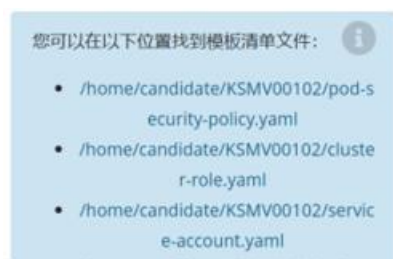 您可以在以下位置找到模板清单文件：
• /home/candidate/KSMV00102/pod-s
ecurity-policy.yaml
• /home/candidate/KSMV00102/cluste
r-role.yaml
• /home/candidate/KSMV00102/servic
e-account.yaml